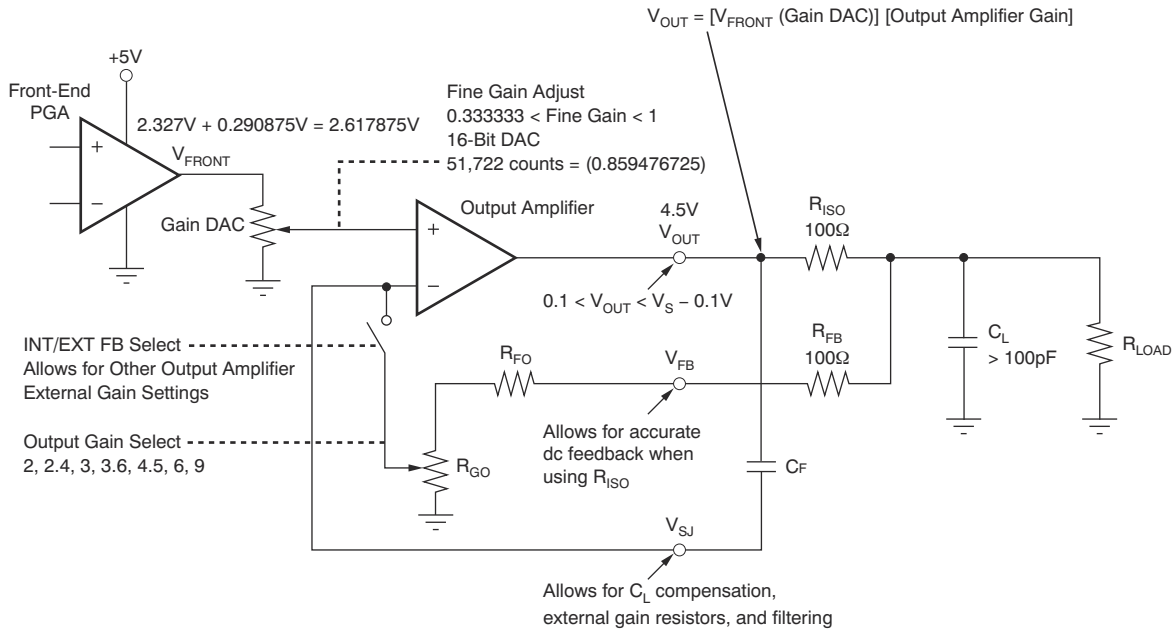 V_OUT = [V_FRONT (Gain DAC)] [Output Amplifier Gain]
+5V
Front-End
PGA
2.327V + 0.290875V = 2.617875V
V_FRONT
+
−
Gain DAC
Fine Gain Adjust
0.333333 < Fine Gain < 1
16-Bit DAC
51,722 counts = (0.859476725)
Output Amplifier
+
−
4.5V
V_OUT
0.1 < V_OUT < V_S − 0.1V
R_ISO
100Ω
R_FB
100Ω
C_L
> 100pF
R_LOAD
INT/EXT FB Select
Allows for Other Output Amplifier
External Gain Settings
Output Gain Select
2, 2.4, 3, 3.6, 4.5, 6, 9
R_FO
R_GO
V_FB
Allows for accurate
dc feedback when
using R_ISO
C_F
V_SJ
Allows for C_L compensation,
external gain resistors, and filtering